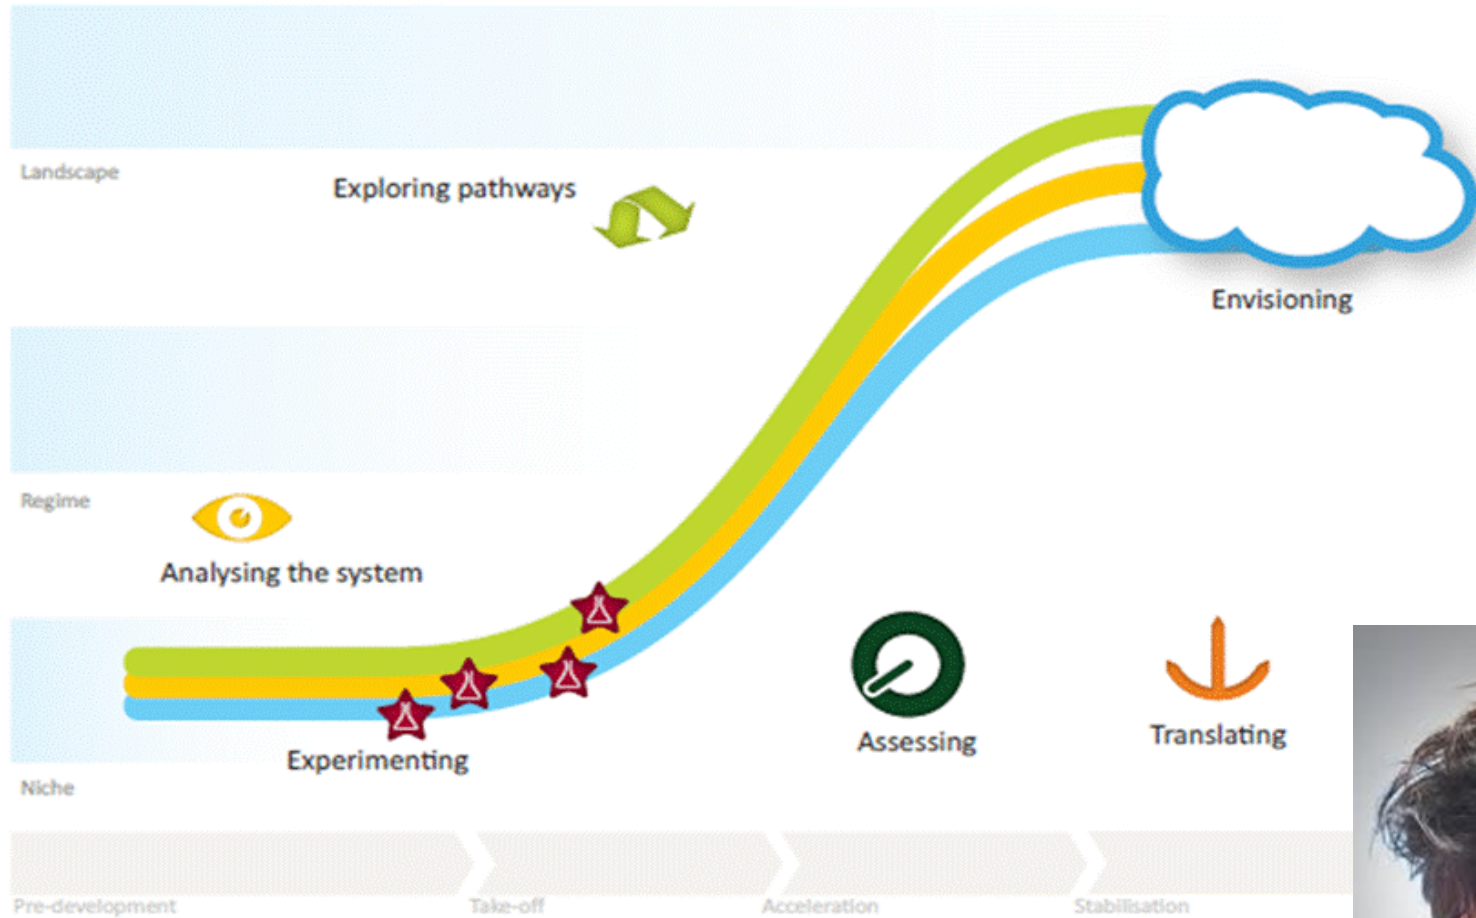 Landscape
Exploring pathways
Envisioning
Regime
Analysing the system
Experimenting
Assessing
Translating
Niche
Pre-development
Take-off
Acceleration
Stabilisation